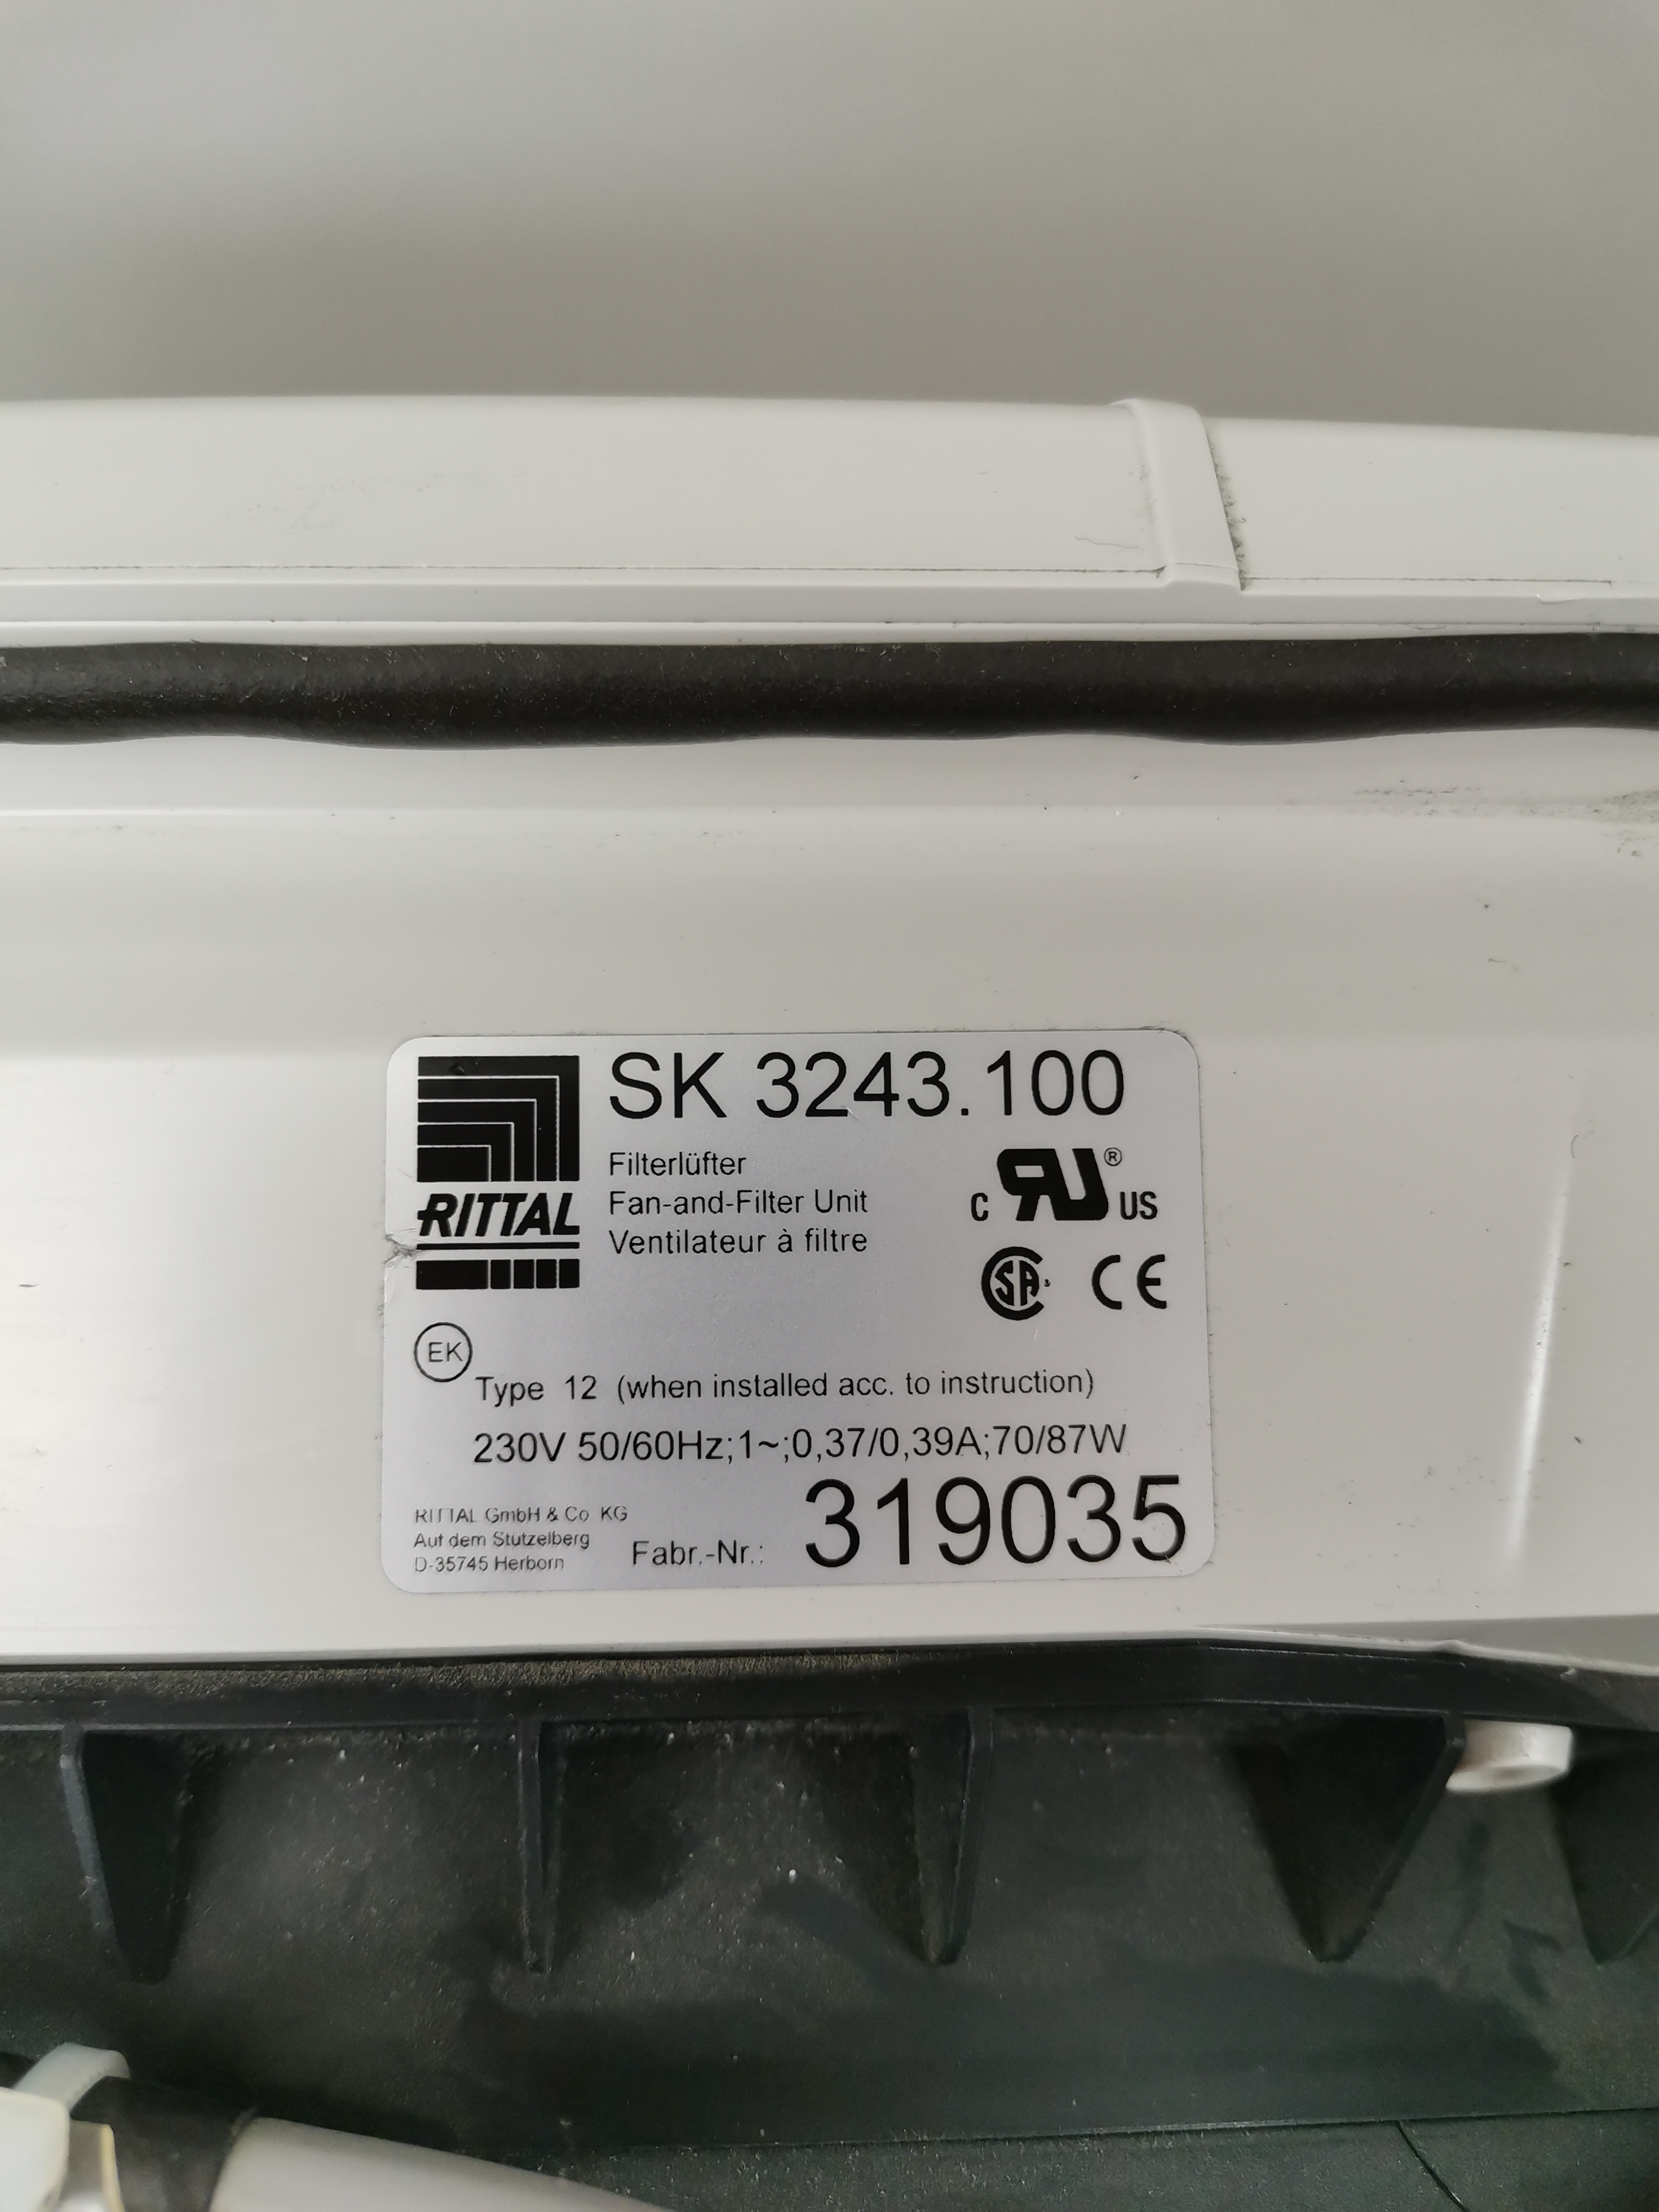 SK 3243.100
RITTAL
Filterlüfter
Fan-and-Filter Unit
Ventilateur à filtre
c RU® US
CSA CE
EK
Type 12 (when installed acc. to instruction)
230V 50/60Hz;1~;0,37/0,39A;70/87W
RITTAL GmbH & Co KG
Auf dem Stutzelberg
D-35745 Herborn
Fabr.-Nr.: 319035